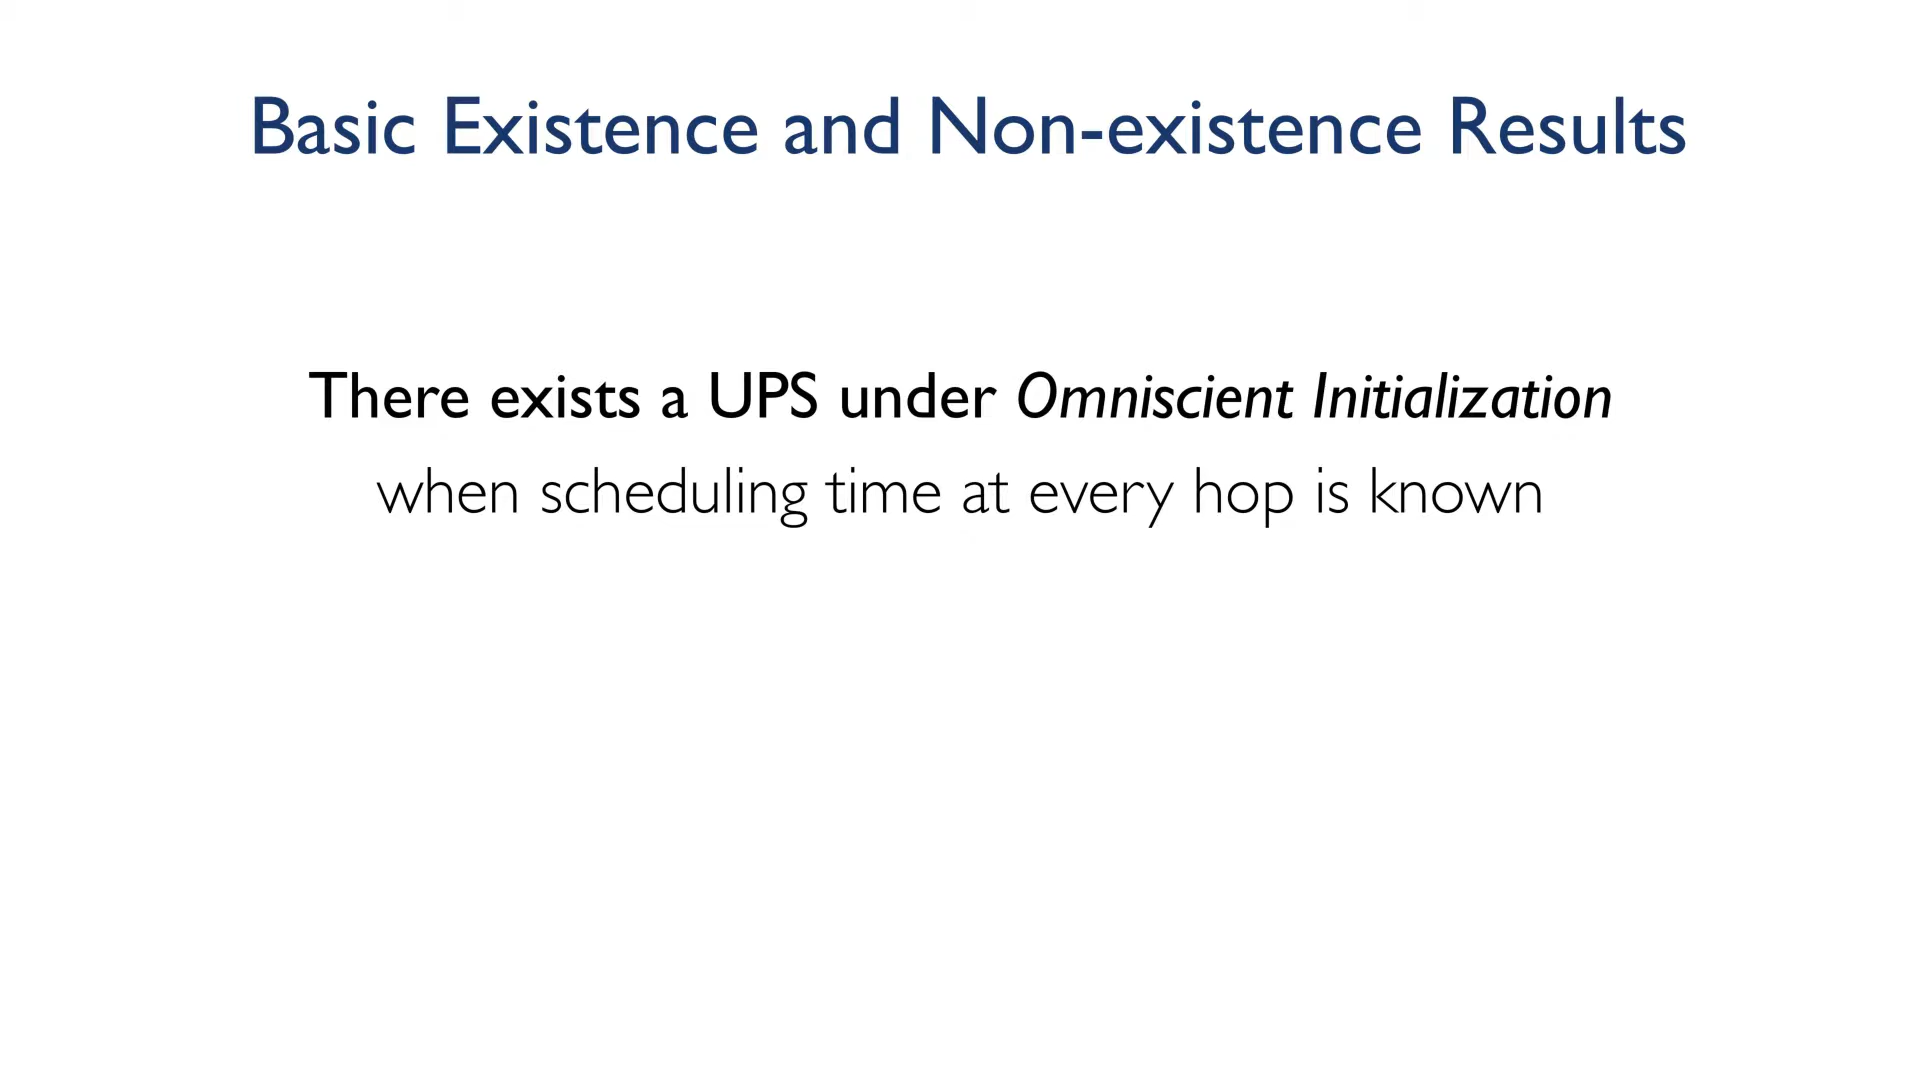 Basic Existence and Non-existence Results
There exists a UPS under Omniscient Initialization
when scheduling time at every hop is known